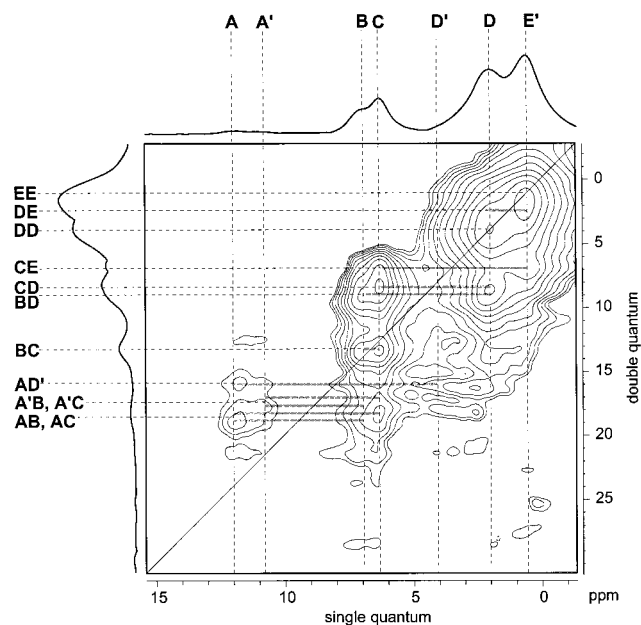 A A' B C D' D E'
EE
DE
DD
CE
CD
BD
BC
AD'
A'B, A'C
AB, AC
0
5
10
15
20
25
double quantum
15 10 5 0 ppm
single quantum